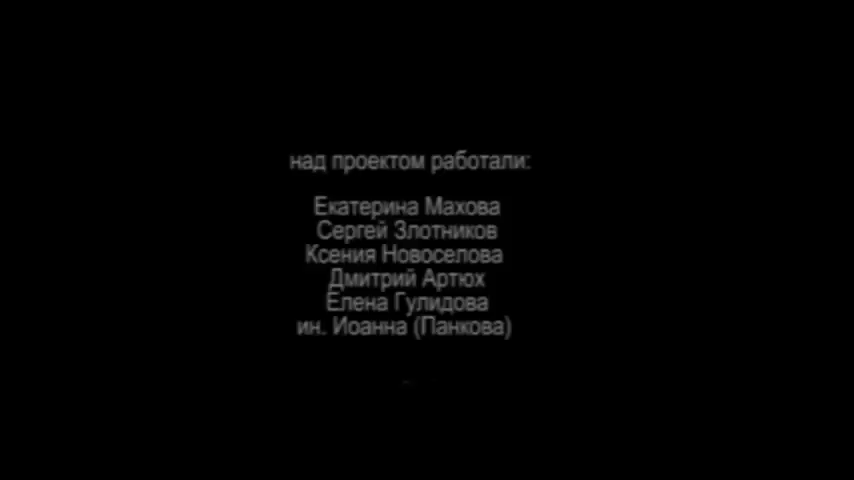 над проектом работали:
Екатерина Махова
Сергей Злотников
Ксения Новоселова
Дмитрий Артюх
Елена Гулидова
ин. Иоанна (Панкова)